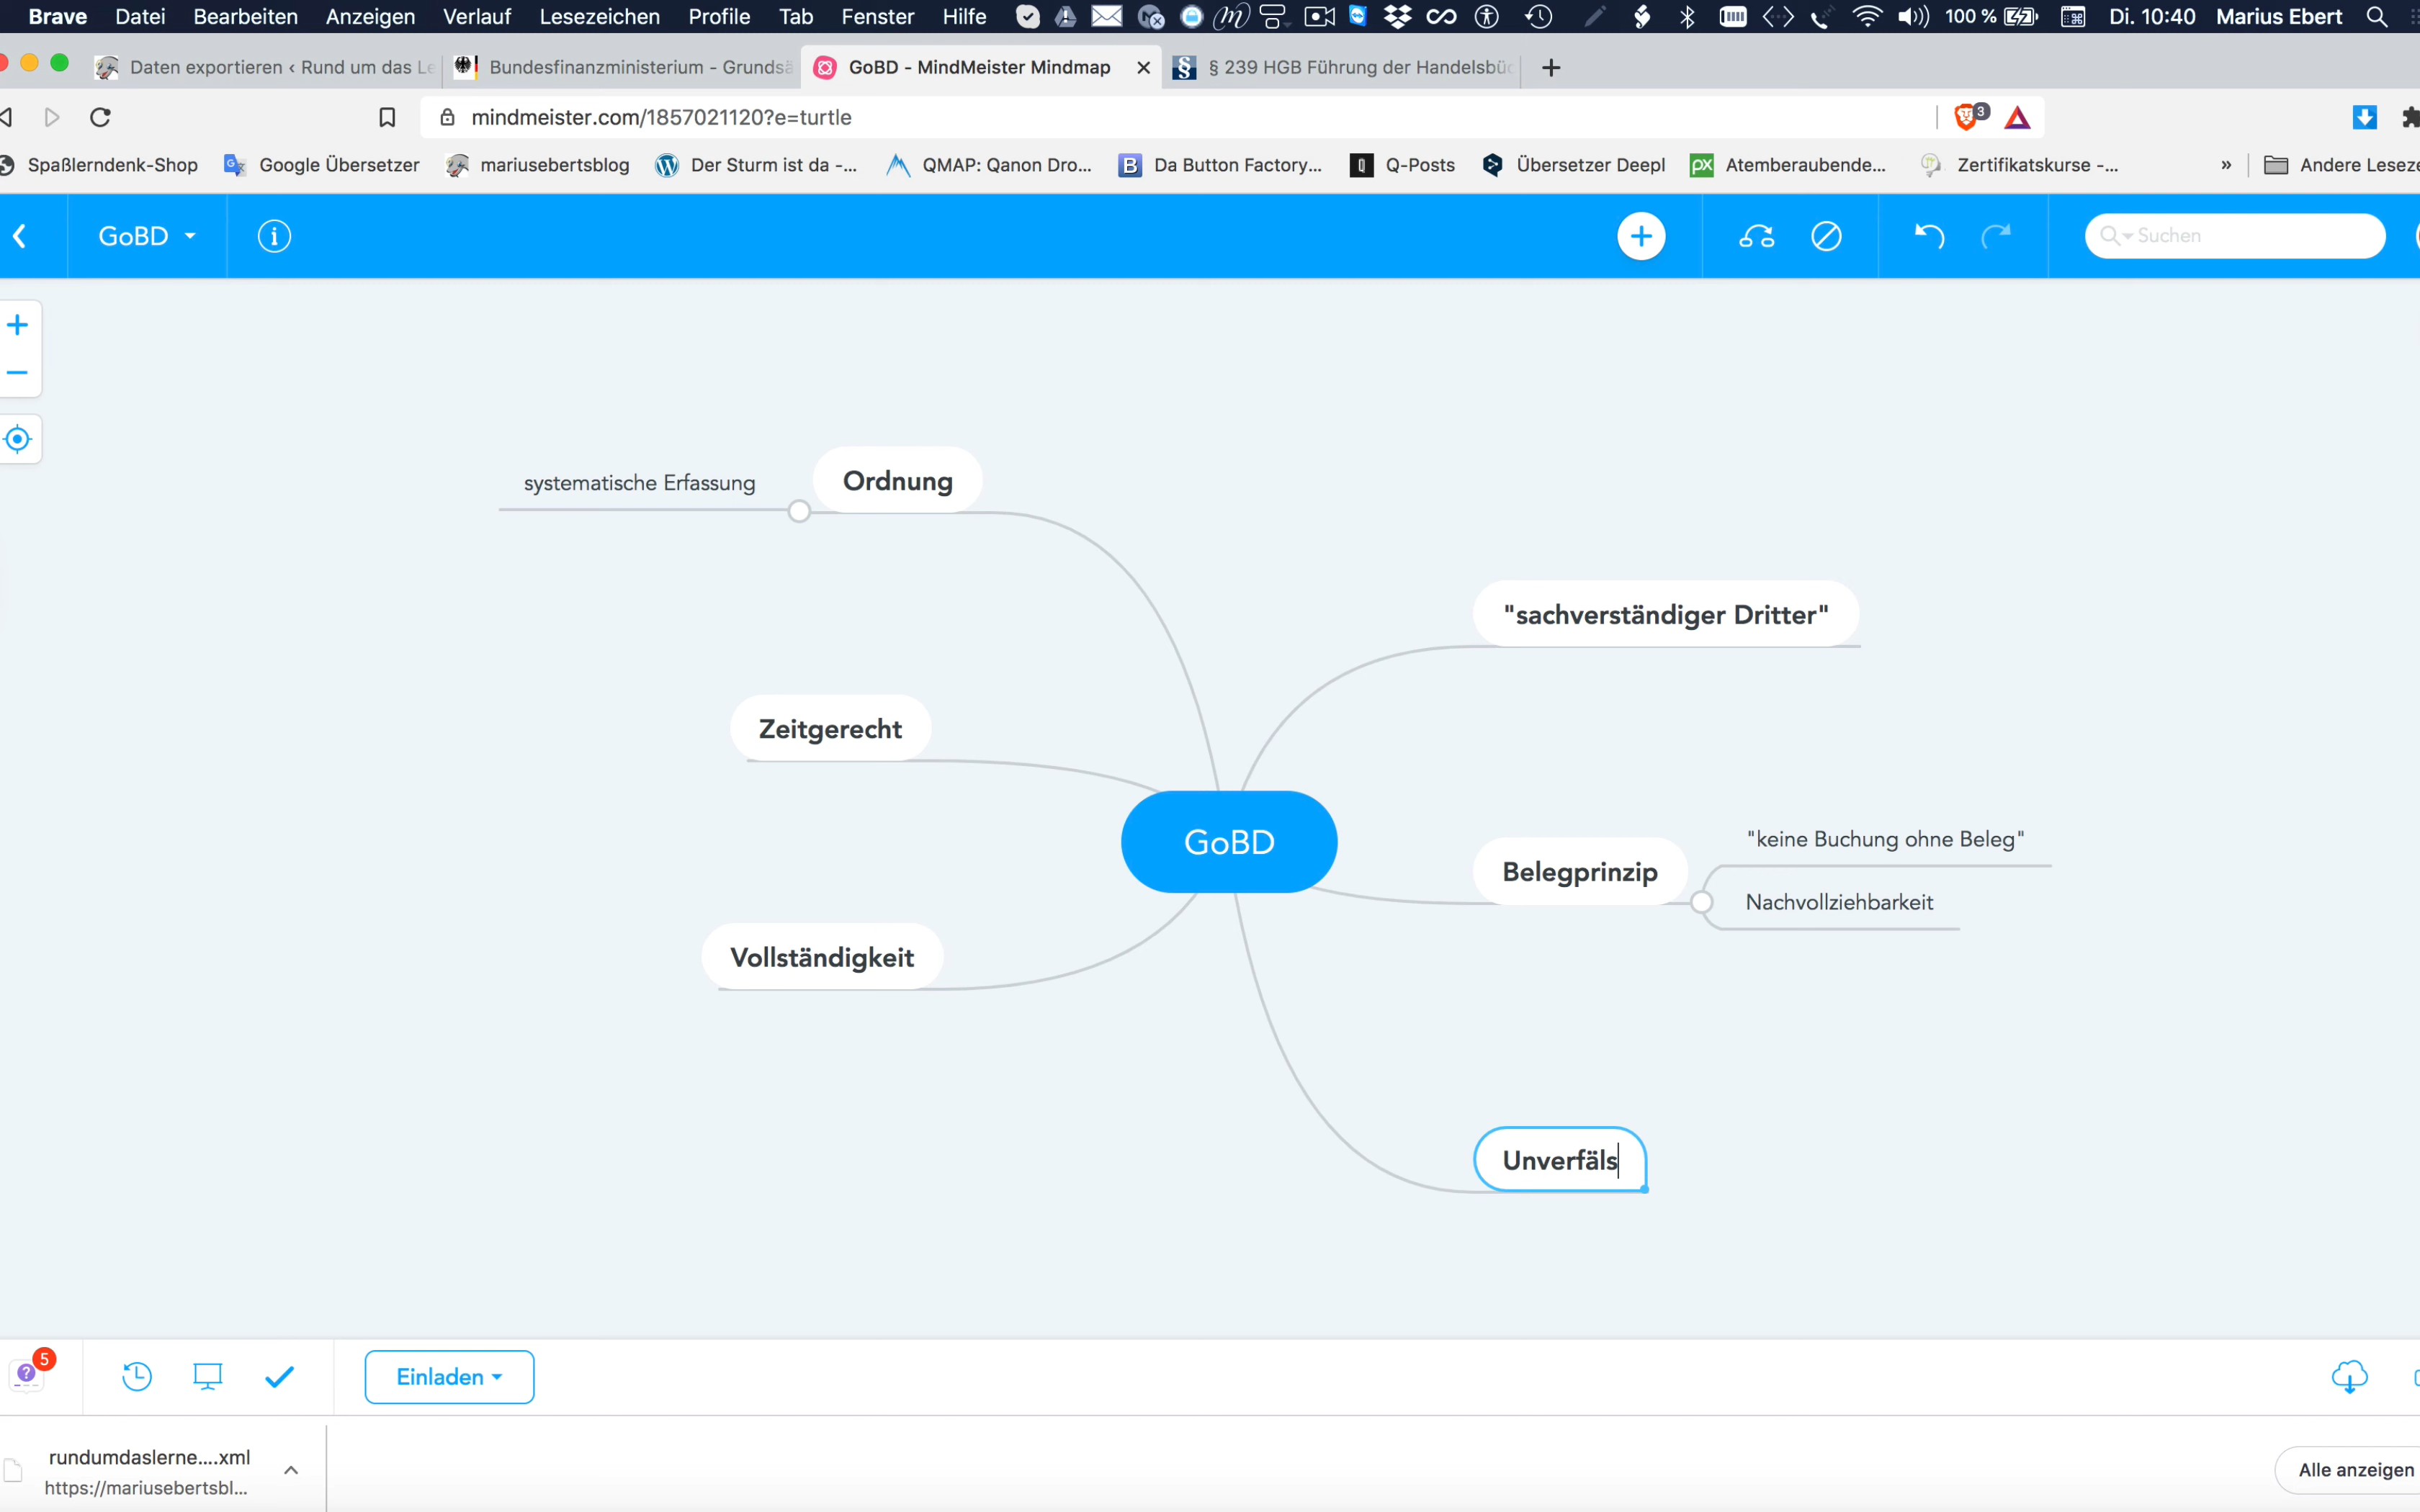 Brave Datei Bearbeiten Anzeigen Verlauf Lesezeichen Profile Tab Fenster Hilfe 100 % Di. 10:40 Marius Ebert
Daten exportieren ‹ Rund um das Le Bundesfinanzministerium - Grundsä GoBD - MindMeister Mindmap § 239 HGB Führung der Handelsbüc
mindmeister.com/1857021120?e=turtle 3
Spaßlerndenk-Shop Google Übersetzer mariusebertsblog Der Sturm ist da -... QMAP: Qanon Dro... B Da Button Factory... Q-Posts Übersetzer Deepl px Atemberaubende... Zertifikatskurse -... » Andere Leseze
GoBD Suchen
systematische Erfassung Ordnung
"sachverständiger Dritter"
Zeitgerecht
GoBD
"keine Buchung ohne Beleg"
Belegprinzip
Nachvollziehbarkeit
Vollständigkeit
Unverfäls
5
Einladen
rundumdaslerne....xml
https://mariusebertsbl...
Alle anzeigen